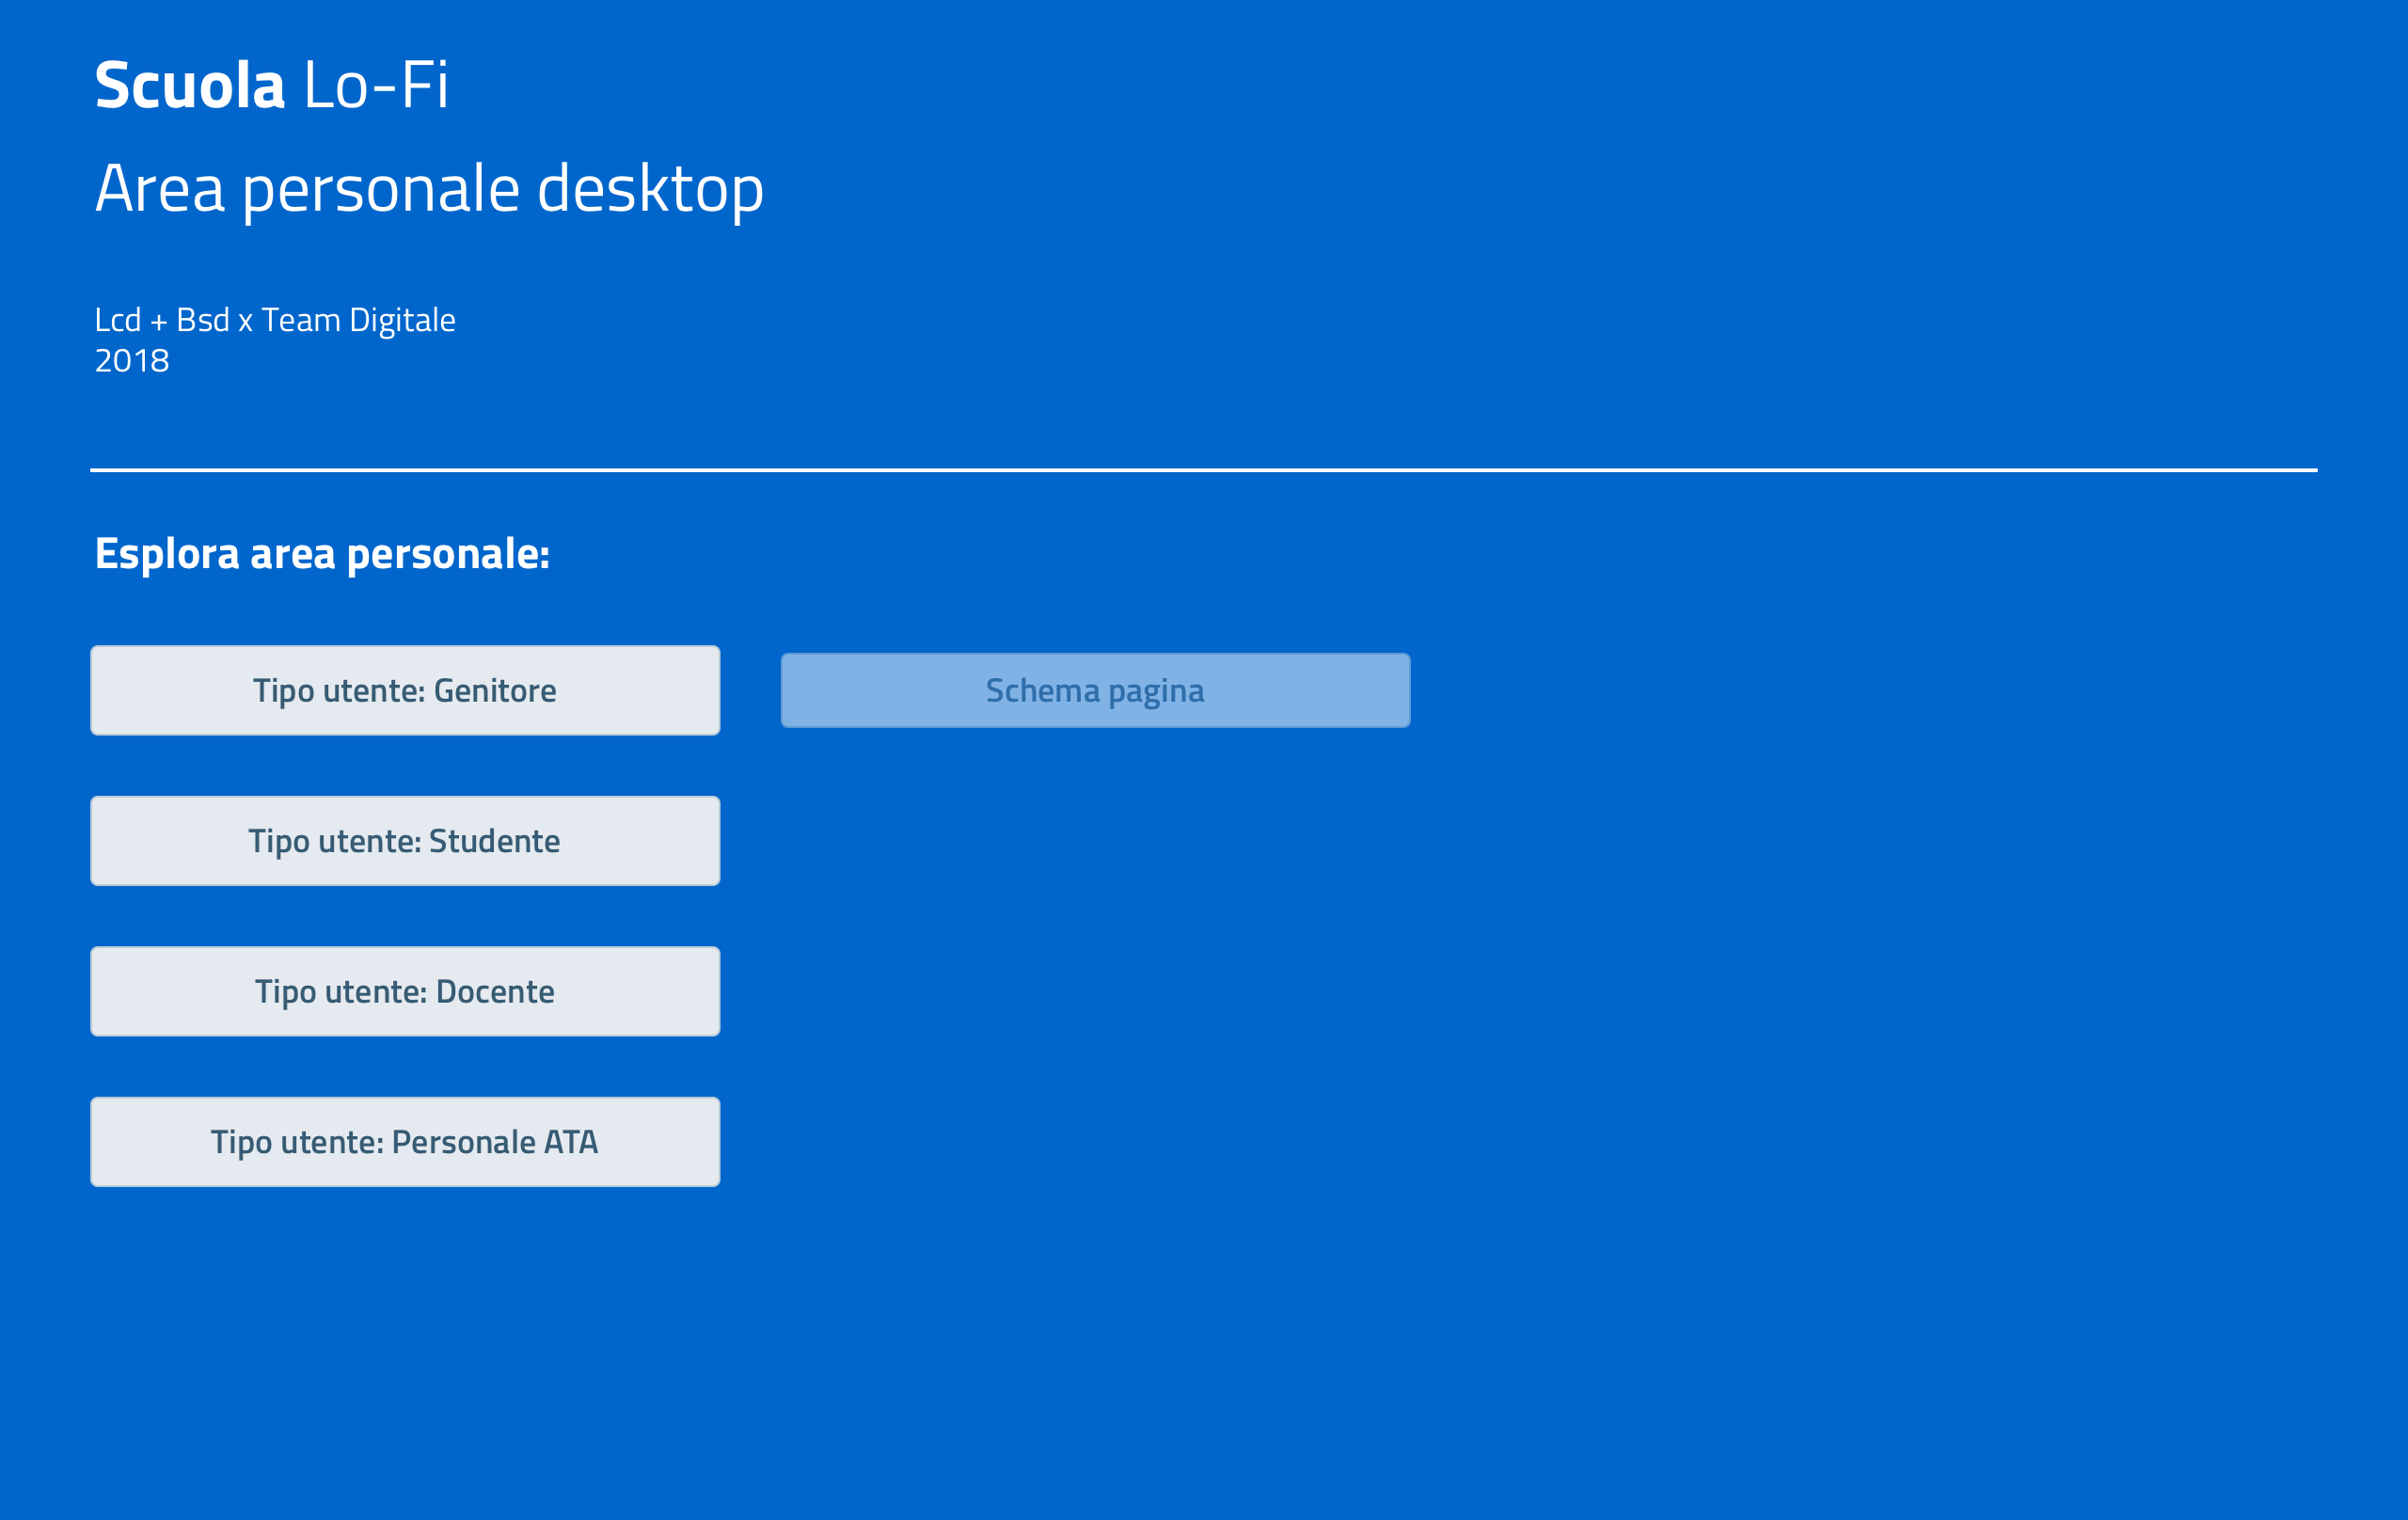 Scuola Lo-Fi
Area personale desktop
Lcd + Bsd x Team Digitale
2018
Esplora area personale:
Tipo utente: Genitore
Schema pagina
Tipo utente: Studente
Tipo utente: Docente
Tipo utente: Personale ATA